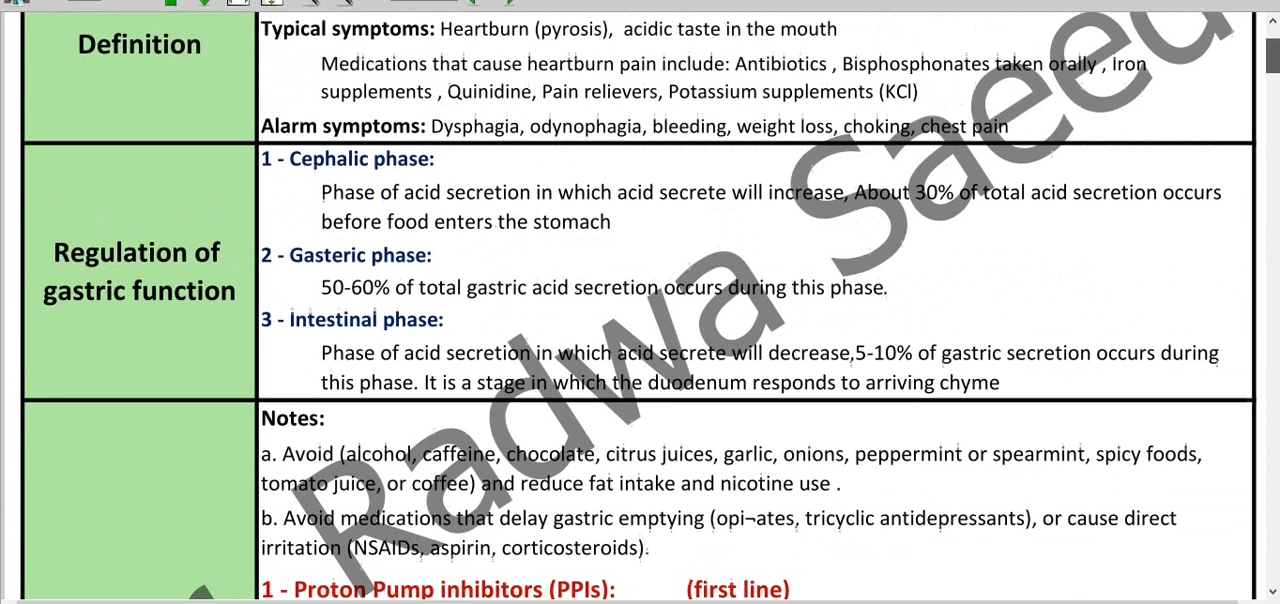 Definition
Typical symptoms: Heartburn (pyrosis), acidic taste in the mouth
Medications that cause heartburn pain include: Antibiotics , Bisphosphonates taken orally , Iron
supplements , Quinidine, Pain relievers, Potassium supplements (KCl)
Alarm symptoms: Dysphagia, odynophagia, bleeding, weight loss, choking, chest pain
Regulation of
gastric function
1 - Cephalic phase:
Phase of acid secretion in which acid secrete will increase, About 30% of total acid secretion occurs
before food enters the stomach
2 - Gasteric phase:
50-60% of total gastric acid secretion occurs during this phase.
3 - Intestinal phase:
Phase of acid secretion in which acid secrete will decrease,5-10% of gastric secretion occurs during
this phase. It is a stage in which the duodenum responds to arriving chyme
Notes:
a. Avoid (alcohol, caffeine, chocolate, citrus juices, garlic, onions, peppermint or spearmint, spicy foods,
tomato juice, or coffee) and reduce fat intake and nicotine use .
b. Avoid medications that delay gastric emptying (opi¬ates, tricyclic antidepressants), or cause direct
irritation (NSAIDs, aspirin, corticosteroids).
1 - Proton Pump inhibitors (PPIs): (first line)
Radwa Saeed